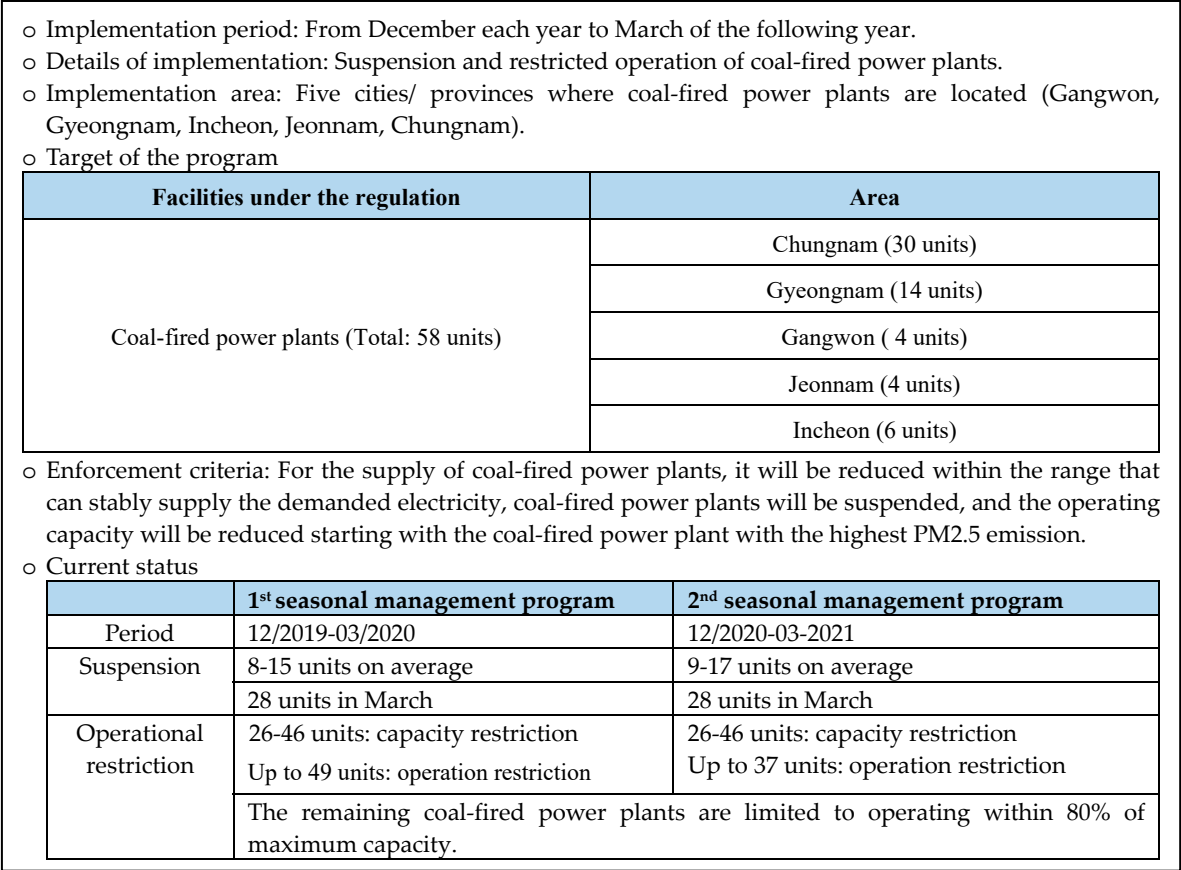 o Implementation period: From December each year to March of the following year.
o Details of implementation: Suspension and restricted operation of coal-fired power plants.
o Implementation area: Five cities/ provinces where coal-fired power plants are located (Gangwon,
Gyeongnam, Incheon, Jeonnam, Chungnam).
o Target of the program
Facilities under the regulation Area
Coal-fired power plants (Total: 58 units)
Chungnam (30 units)
Gyeongnam (14 units)
Gangwon ( 4 units)
Jeonnam (4 units)
Incheon (6 units)
o Enforcement criteria: For the supply of coal-fired power plants, it will be reduced within the range that
can stably supply the demanded electricity, coal-fired power plants will be suspended, and the operating
capacity will be reduced starting with the coal-fired power plant with the highest PM2.5 emission.
o Current status
1st seasonal management program 2nd seasonal management program
Period 12/2019-03/2020 12/2020-03-2021
Suspension 8-15 units on average 9-17 units on average
28 units in March 28 units in March
Operational restriction 26-46 units: capacity restriction 26-46 units: capacity restriction
Up to 49 units: operation restriction Up to 37 units: operation restriction
The remaining coal-fired power plants are limited to operating within 80% of
maximum capacity.